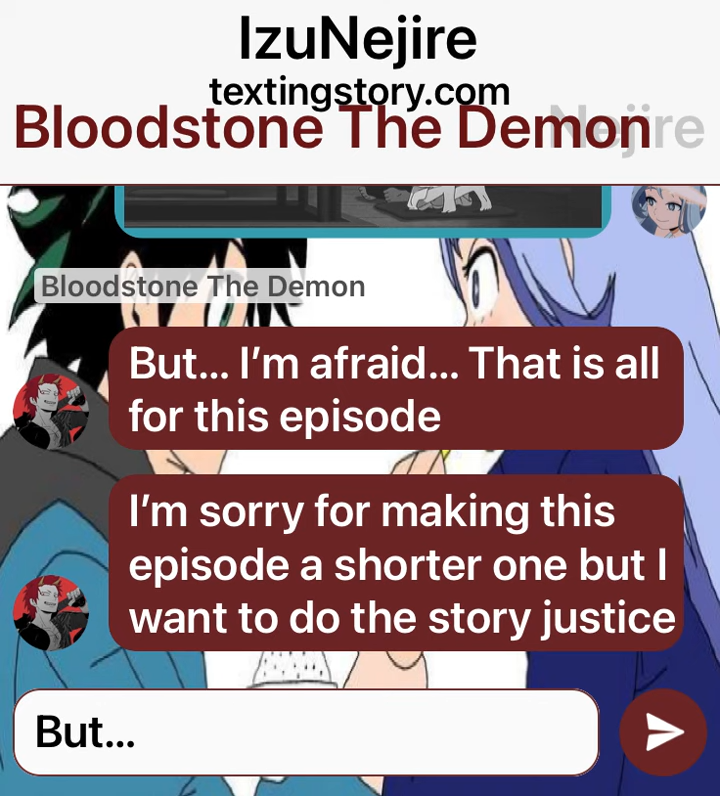 IzuNejire
textingstory.com
Bloodstone The Demon
Nejire
Bloodstone The Demon
But... I’m afraid... That is all
for this episode
I’m sorry for making this
episode a shorter one but I
want to do the story justice
But...